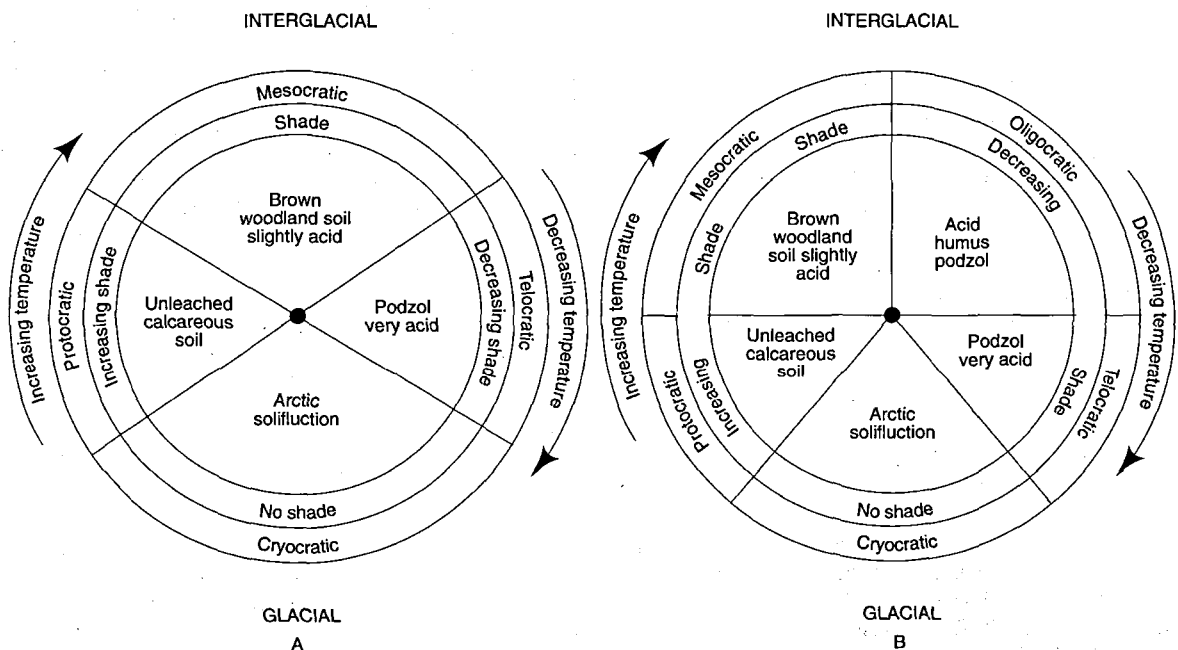 INTERGLACIAL
Mesocratic
Shade
Brown
woodland soil
slightly acid
Increasing temperature
Protocratic
Increasing shade
Unleached
calcareous
soil
Podzol
very acid
Decreasing shade
Telocratic
Decreasing temperature
Arctic
solifluction
No shade
Cryocratic
GLACIAL
A
INTERGLACIAL
Mesocratic
Shade
Shade
Oligocratic
Decreasing
Brown
woodland
soil slightly
acid
Acid
humus
podzol
Increasing temperature
Decreasing temperature
Unleached
calcareous
soil
Podzol
very acid
Protocratic
Increasing
Shade
Telocratic
Arctic
solifluction
No shade
Cryocratic
GLACIAL
B